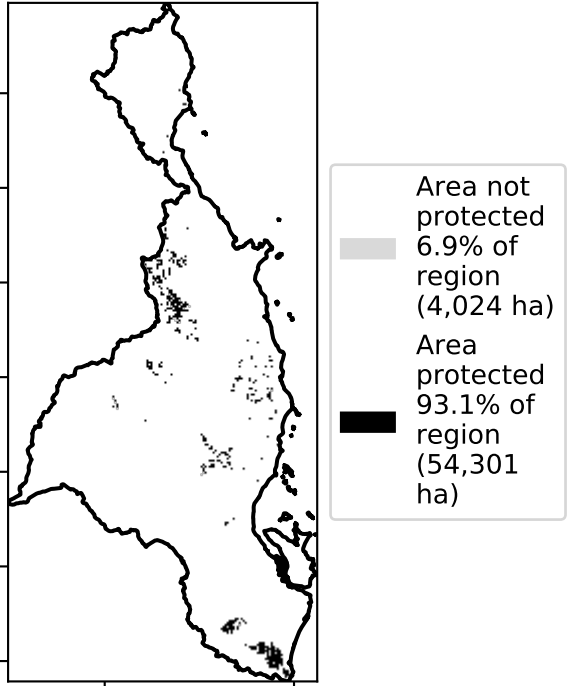 Area not
protected
6.9% of
region
(4,024 ha)
Area
protected
93.1% of
region
(54,301
ha)